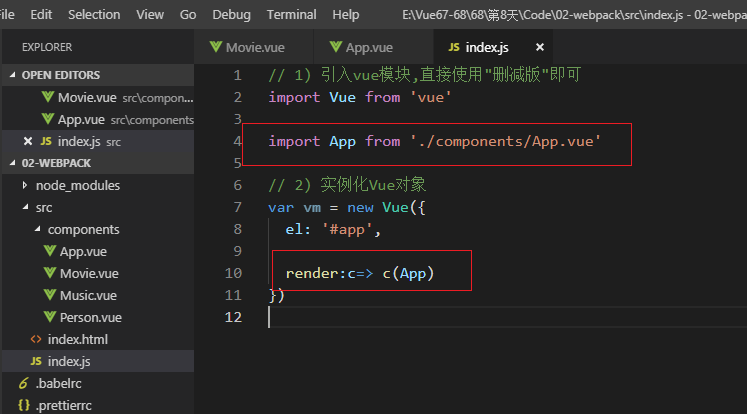 File Edit Selection View Go Debug Terminal Help E:\Vue67-68\68\第8天\Code\02-webpack\src\index.js - 02-webpa
EXPLORER
OPEN EDITORS
Movie.vue src\compon...
App.vue src\components
index.js src
02-WEBPACK
node_modules
src
components
App.vue
Movie.vue
Music.vue
Person.vue
index.html
JS index.js
.babelrc
{} .prettierrc
Movie.vue App.vue JS index.js
1 // 1) 引入vue模块,直接使用"删减版"即可
2 import Vue from 'vue'
3
4 import App from './components/App.vue'
5
6 // 2) 实例化Vue对象
7 var vm = new Vue({
8 el: '#app',
9
10 render:c=> c(App)
11 })
12